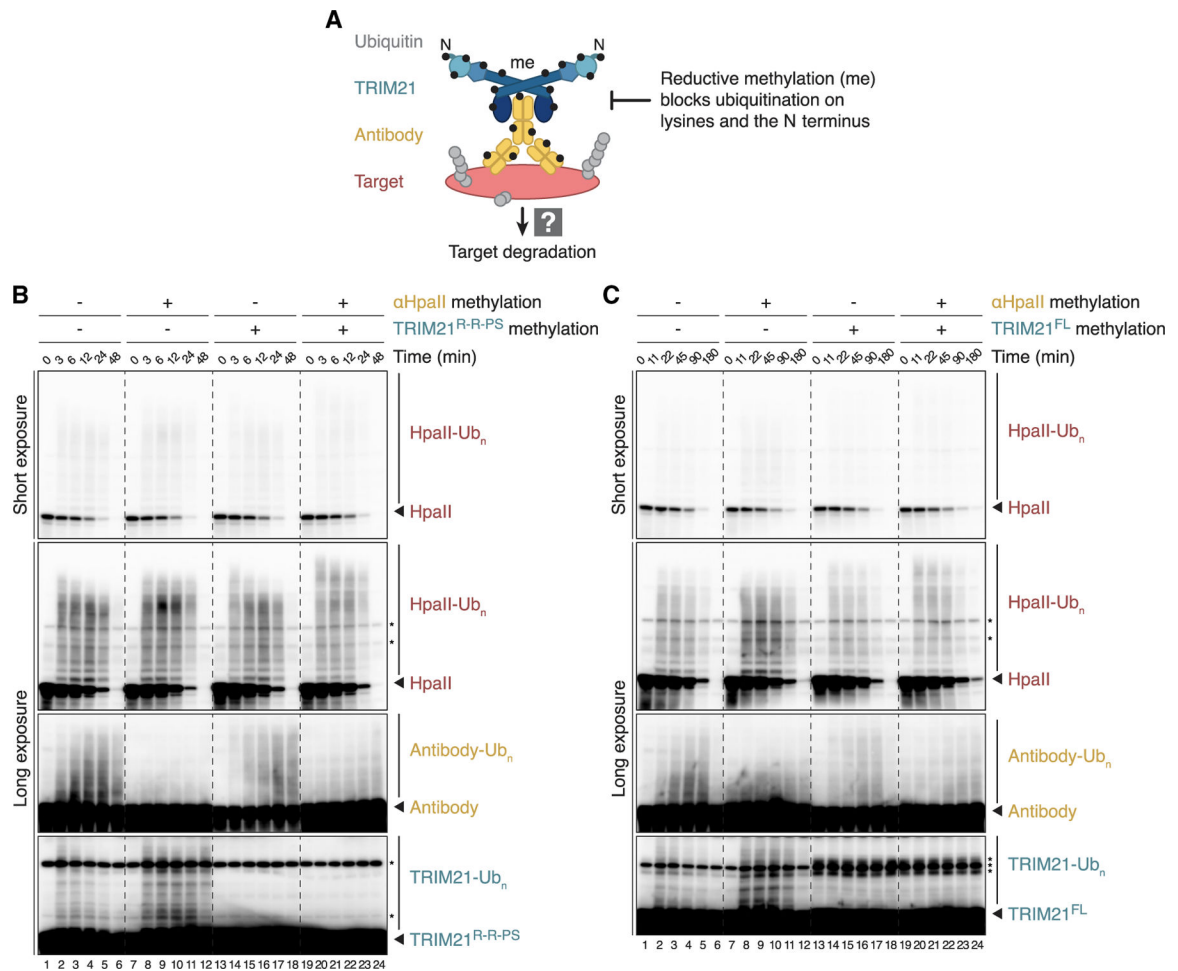 A
Ubiquitin
TRIM21
Antibody
Target
N
me
N
Reductive methylation (me)
blocks ubiquitination on
lysines and the N terminus
?
Target degradation
B
- + - + αHpaII methylation
- - + + TRIM21R-R-PS methylation
0 3 6 12 24 48 0 3 6 12 24 48 0 3 6 12 24 48 0 3 6 12 24 48 Time (min)
Short exposure
HpaII-Ubn
HpaII
Long exposure
HpaII-Ubn
*
*
HpaII
Antibody-Ubn
Antibody
*
TRIM21-Ubn
*
TRIM21R-R-PS
1 2 3 4 5 6 7 8 9 10 11 12 13 14 15 16 17 18 19 20 21 22 23 24
C
- + - + αHpaII methylation
- - + + TRIM21FL methylation
0 11 22 45 90 180 0 11 22 45 90 180 0 11 22 45 90 180 0 11 22 45 90 180 Time (min)
Short exposure
HpaII-Ubn
HpaII
Long exposure
HpaII-Ubn
*
*
HpaII
Antibody-Ubn
Antibody
*
*
*
TRIM21-Ubn
TRIM21FL
1 2 3 4 5 6 7 8 9 10 11 12 13 14 15 16 17 18 19 20 21 22 23 24